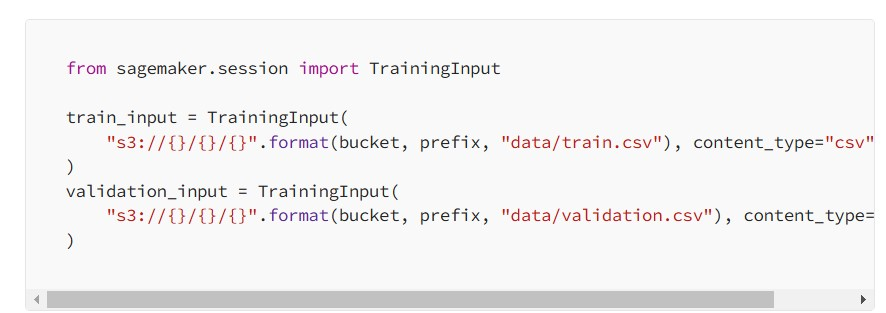 from sagemaker.session import TrainingInput
train_input = TrainingInput(
"s3://{}/{}/{}".format(bucket, prefix, "data/train.csv"), content_type="csv"
)
validation_input = TrainingInput(
"s3://{}/{}/{}".format(bucket, prefix, "data/validation.csv"), content_type=
)